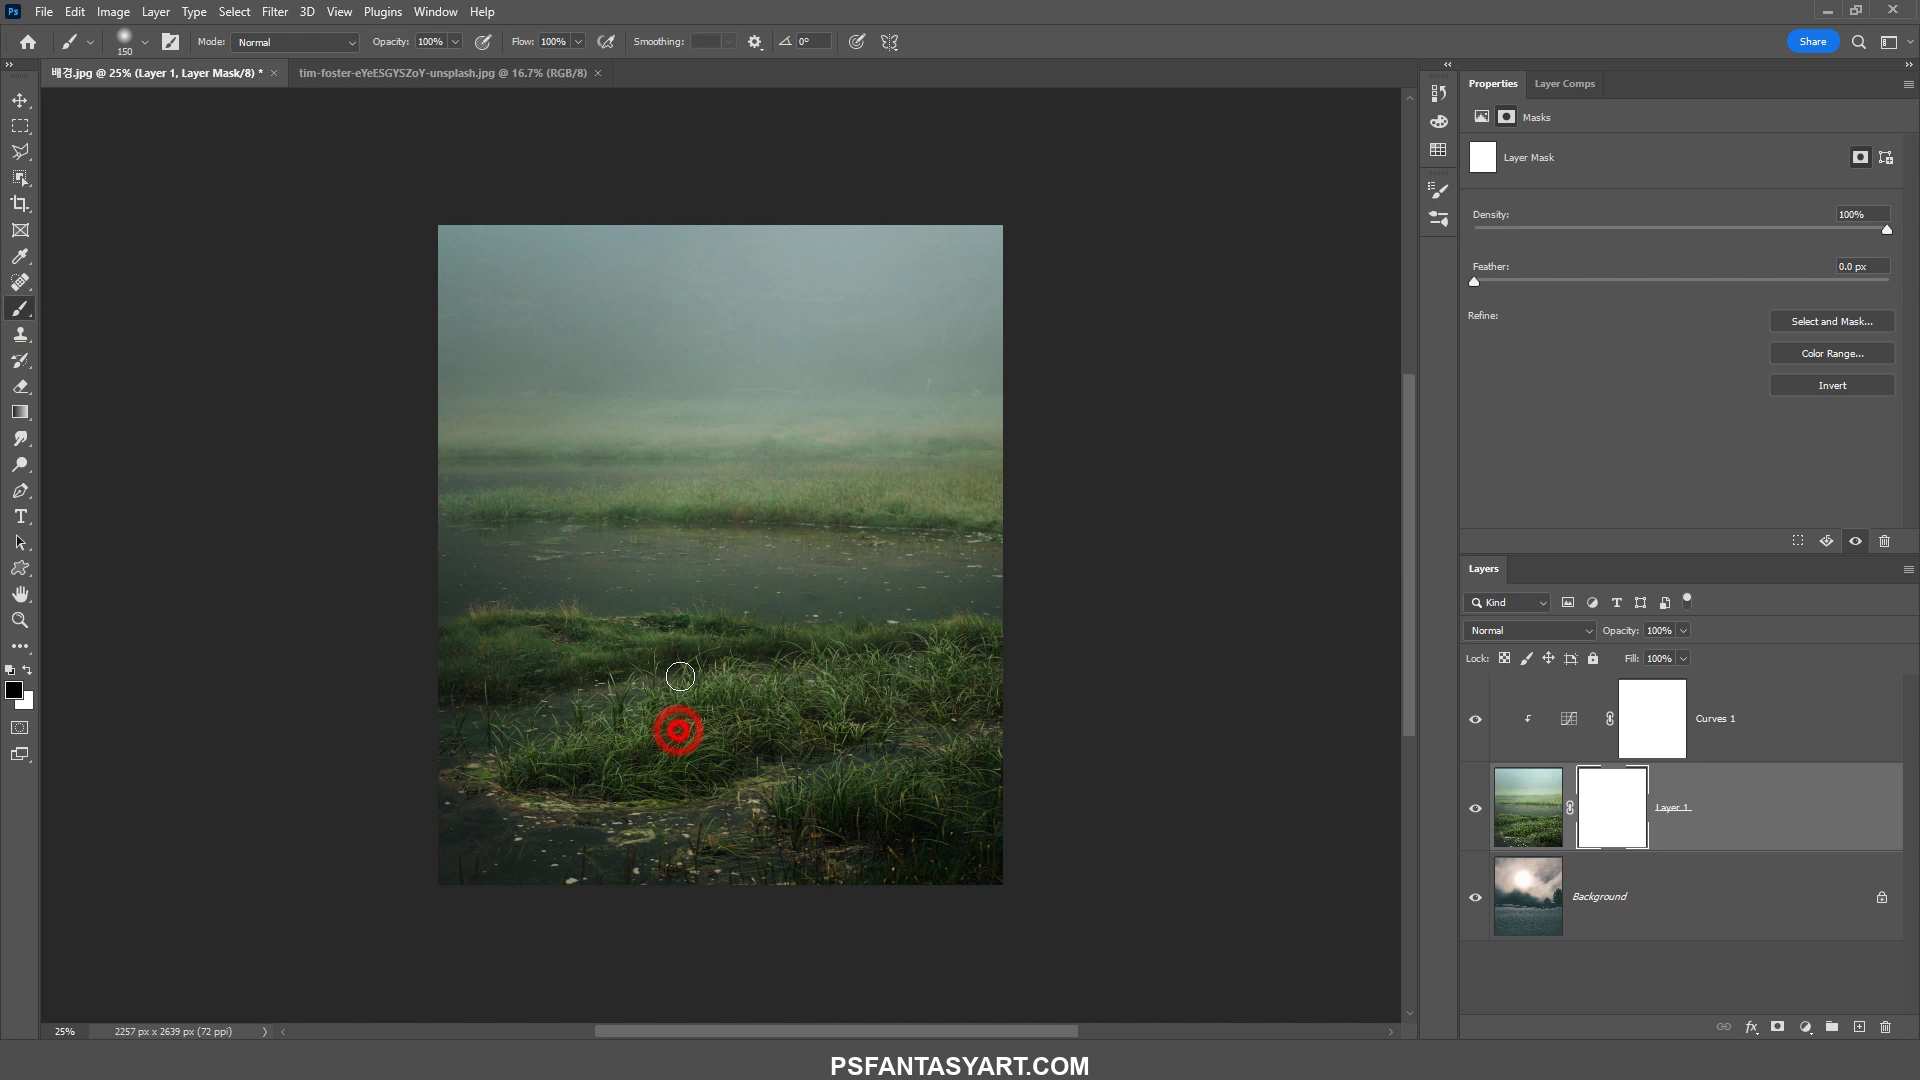 Ps File Edit Image Layer Type Select Filter 3D View Plugins Window Help
150 Mode: Normal Opacity: 100% Flow: 100% Smoothing: 0° Share
배경.jpg @ 25% (Layer 1, Layer Mask/8) * tim-foster-eYeESGYSZoY-unsplash.jpg @ 16.7% (RGB/8)
Properties Layer Comps
Masks
Layer Mask
Density: 100%
Feather: 0.0 px
Refine:
Select and Mask...
Color Range...
Invert
Layers
Kind
Normal Opacity: 100%
Lock: Fill: 100%
Curves 1
Layer 1
Background
25% 2257 px x 2639 px (72 ppi)
PSFANTASYART.COM